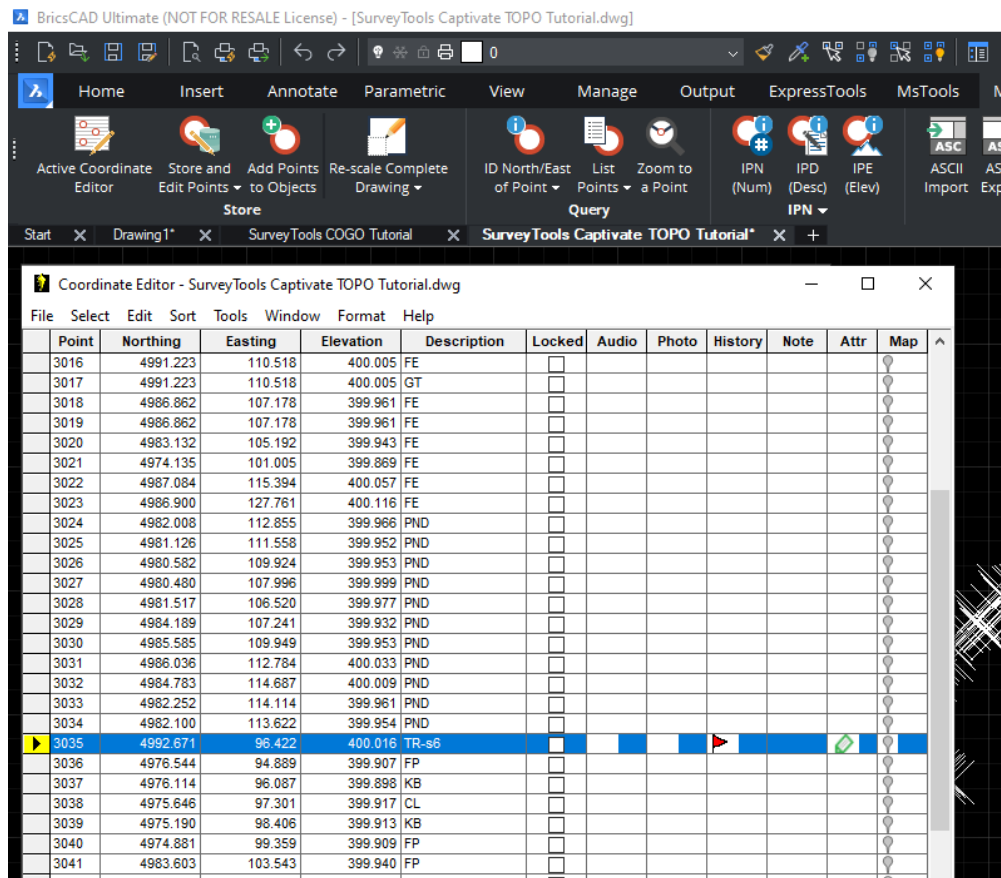 BricsCAD Ultimate (NOT FOR RESALE License) - [SurveyTools Captivate TOPO Tutorial.dwg]
0
Home Insert Annotate Parametric View Manage Output ExpressTools MsTools M
Active Coordinate Editor Store and Edit Points Add Points to Objects Re-scale Complete Drawing ID North/East of Point List Points Zoom to a Point IPN (Num) IPD (Desc) IPE (Elev) ASC ASCII Import AS AS Exp
Store Query IPN
Start Drawing1* SurveyTools COGO Tutorial SurveyTools Captivate TOPO Tutorial*
Coordinate Editor - SurveyTools Captivate TOPO Tutorial.dwg
File Select Edit Sort Tools Window Format Help
Point Northing Easting Elevation Description Locked Audio Photo History Note Attr Map
3016 4991.223 110.518 400.005 FE
3017 4991.223 110.518 400.005 GT
3018 4986.862 107.178 399.961 FE
3019 4986.862 107.178 399.961 FE
3020 4983.132 105.192 399.943 FE
3021 4974.135 101.005 399.869 FE
3022 4987.084 115.394 400.057 FE
3023 4986.900 127.761 400.116 FE
3024 4982.008 112.855 399.966 PND
3025 4981.126 111.558 399.952 PND
3026 4980.582 109.924 399.953 PND
3027 4980.480 107.996 399.999 PND
3028 4981.517 106.520 399.977 PND
3029 4984.189 107.241 399.932 PND
3030 4985.585 109.949 399.953 PND
3031 4986.036 112.784 400.033 PND
3032 4984.783 114.687 400.009 PND
3033 4982.252 114.114 399.961 PND
3034 4982.100 113.622 399.954 PND
3035 4992.671 96.422 400.016 TR-s6
3036 4976.544 94.889 399.907 FP
3037 4976.114 96.087 399.898 KB
3038 4975.646 97.301 399.917 CL
3039 4975.190 98.406 399.913 KB
3040 4974.881 99.359 399.909 FP
3041 4983.603 103.543 399.940 FP